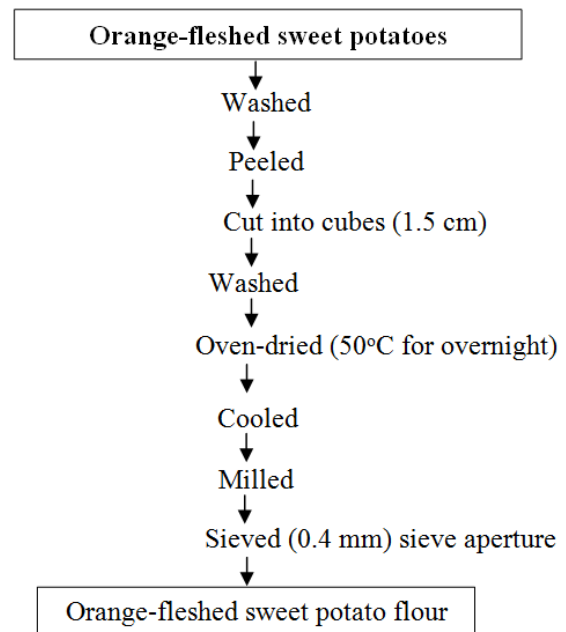 Orange-fleshed sweet potatoes
Washed
Peeled
Cut into cubes (1.5 cm)
Washed
Oven-dried (50°C for overnight)
Cooled
Milled
Sieved (0.4 mm) sieve aperture
Orange-fleshed sweet potato flour